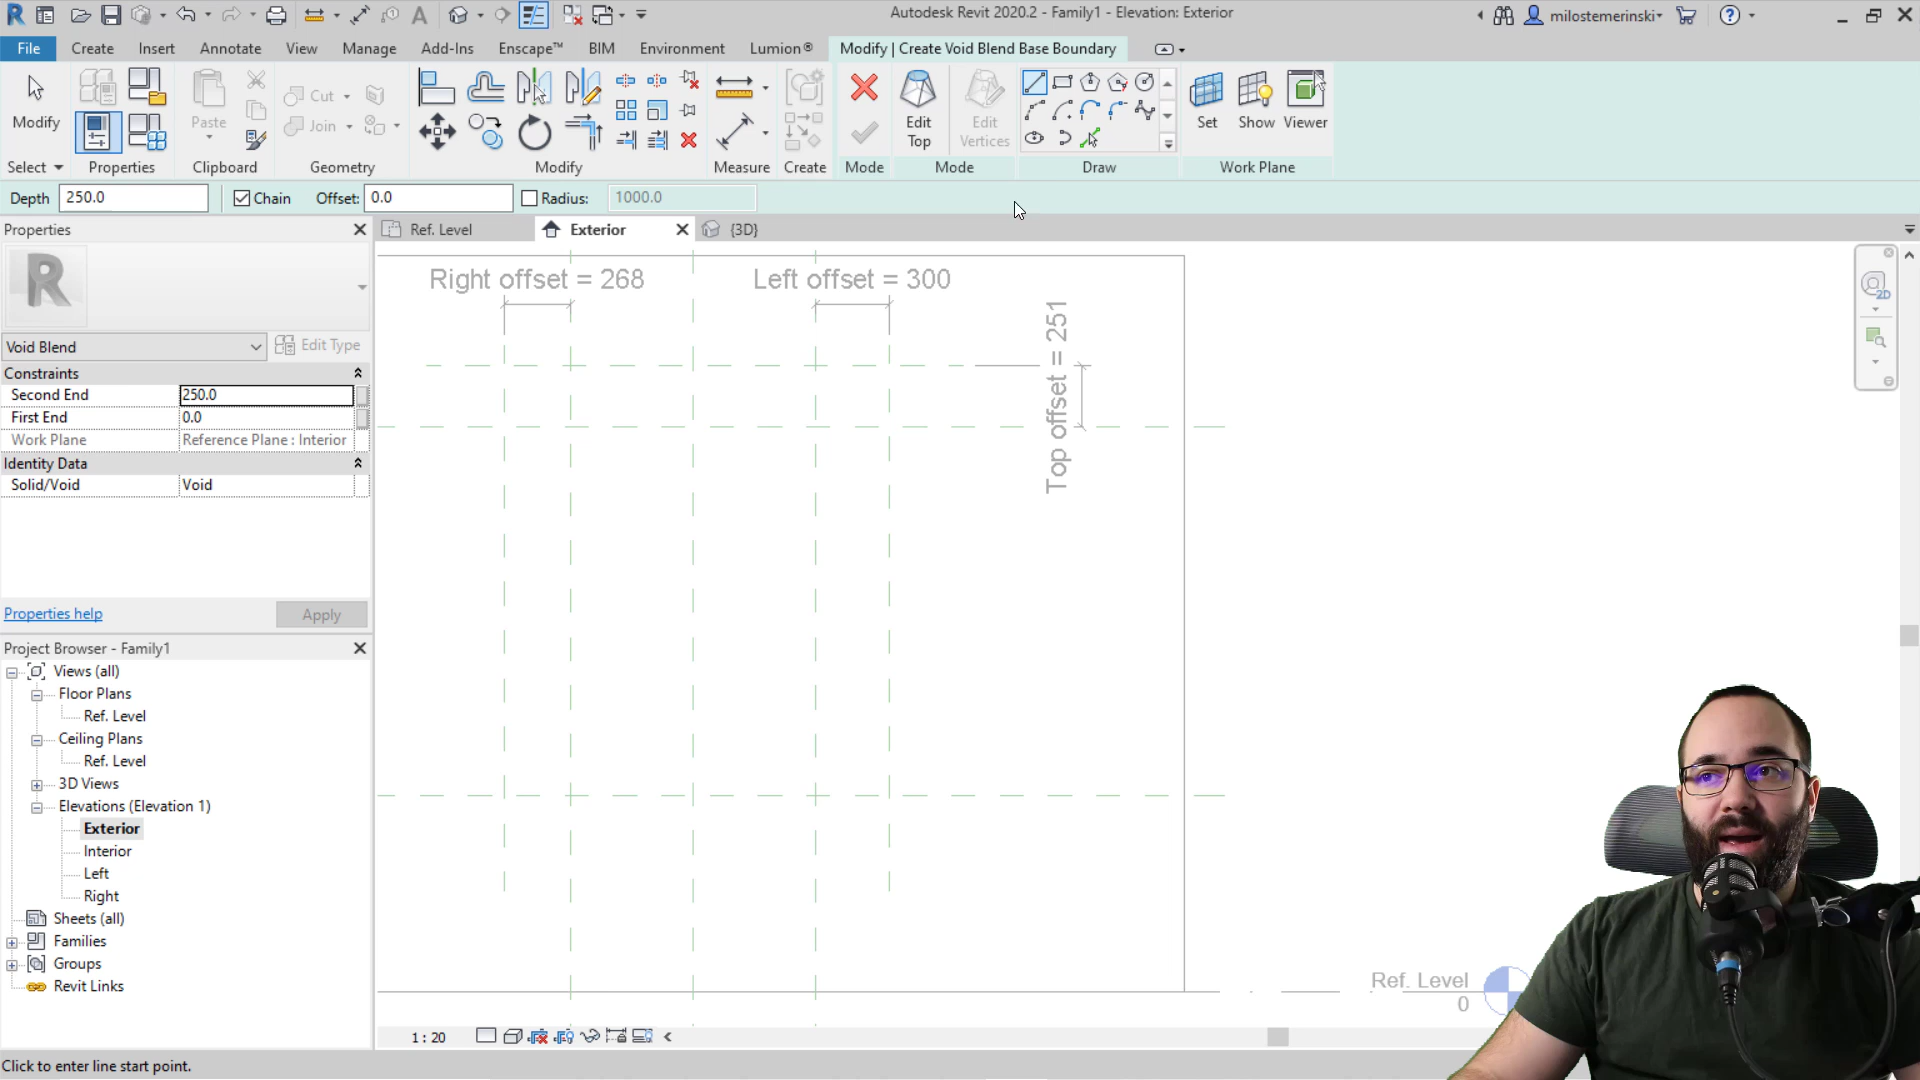 Autodesk Revit 2020.2 - Family1 - Elevation: Exterior
milostemerinski
File Create Insert Annotate View Manage Add-Ins Enscape™ BIM Environment Lumion® Modify | Create Void Blend Base Boundary
Modify
Paste
Cut
Join
Edit Top
Edit Vertices
Set Show Viewer
Select Properties Clipboard Geometry Modify Measure Create Mode Mode Draw Work Plane
Depth 250.0 Chain Offset: 0.0 Radius: 1000.0
Properties
Ref. Level Exterior {3D}
Void Blend Edit Type
Constraints
Second End 250.0
First End 0.0
Work Plane Reference Plane : Interior
Identity Data
Solid/Void Void
Properties help Apply
Project Browser - Family1
Views (all)
Floor Plans
Ref. Level
Ceiling Plans
Ref. Level
3D Views
Elevations (Elevation 1)
Exterior
Interior
Left
Right
Sheets (all)
Families
Groups
Revit Links
Right offset = 268
Left offset = 300
Top offset = 251
2D
Ref. Level
0
1 : 20
Click to enter line start point.